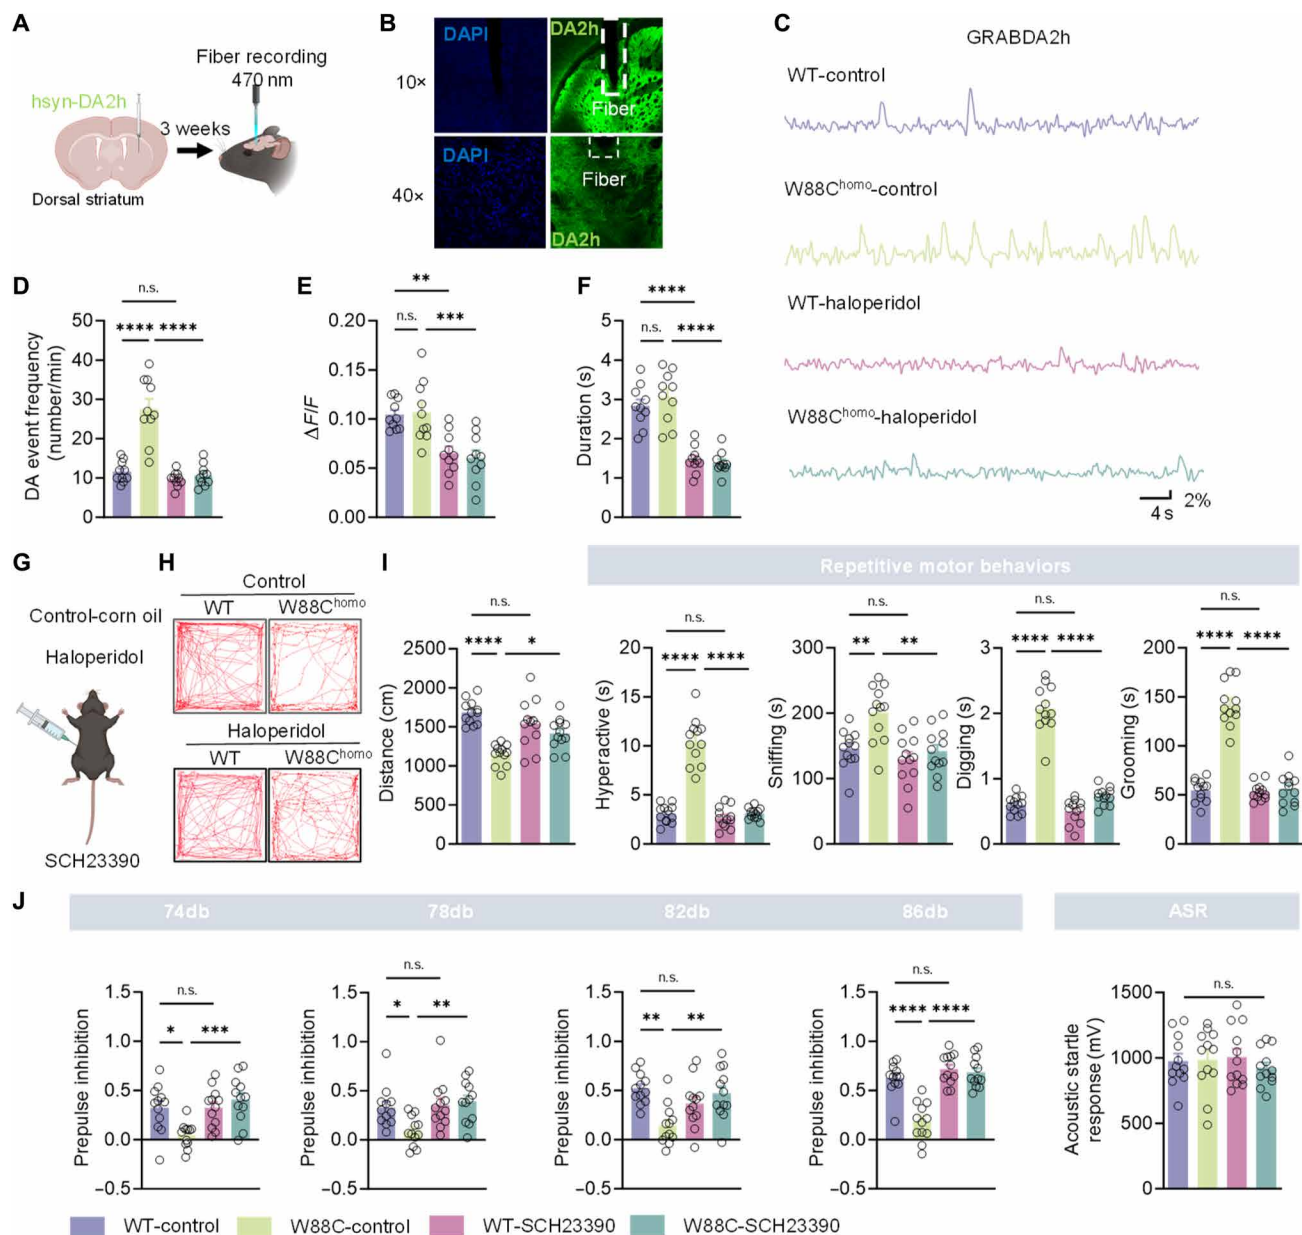 A
Fiber recording
470 nm
hsyn-DA2h
3 weeks
Dorsal striatum
B
DAPI
DA2h
10×
Fiber
DAPI
Fiber
40×
DA2h
C
GRABDA2h
WT-control
W88Chomo-control
WT-haloperidol
W88Chomo-haloperidol
4 s
2%
D
n.s.
**** ****
DA event frequency
(number/min)
50
40
30
20
10
0
E
**
n.s. ***
ΔF/F
0.20
0.15
0.10
0.05
0.00
F
****
n.s. ****
Duration (s)
5
4
3
2
1
0
G
Control-corn oil
Haloperidol
SCH23390
H
Control
WT W88Chomo
Haloperidol
WT W88Chomo
I
Repetitive motor behaviors
n.s.
**** *
Distance (cm)
2500
2000
1500
1000
500
0
n.s.
**** ****
Hyperactive (s)
20
15
10
5
0
n.s.
** **
Sniffing (s)
300
200
100
0
n.s.
**** ****
Digging (s)
3
2
1
0
n.s.
**** ****
Grooming (s)
200
150
100
50
0
J
74db 78db 82db 86db ASR
n.s.
* ***
Prepulse inhibition
1.5
1.0
0.5
0.0
−0.5
n.s.
* **
Prepulse inhibition
1.5
1.0
0.5
0.0
−0.5
n.s.
** **
Prepulse inhibition
1.5
1.0
0.5
0.0
−0.5
n.s.
**** ****
Prepulse inhibition
1.5
1.0
0.5
0.0
−0.5
n.s.
Acoustic startle
response (mV)
1500
1000
500
0
WT-control W88C-control WT-SCH23390 W88C-SCH23390